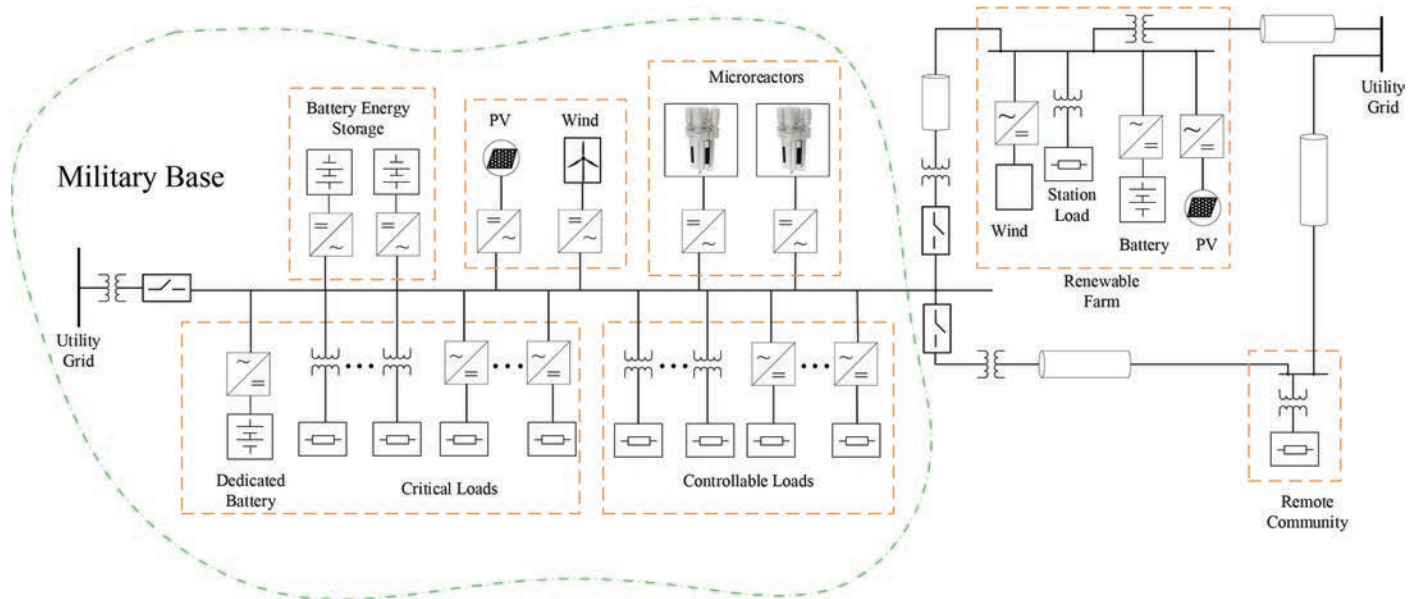 Military Base
Battery Energy
Storage
PV
Wind
Microreactors
Utility
Grid
Dedicated
Battery
Critical Loads
Controllable Loads
Wind
Station
Load
Battery
PV
Renewable
Farm
Utility
Grid
Remote
Community